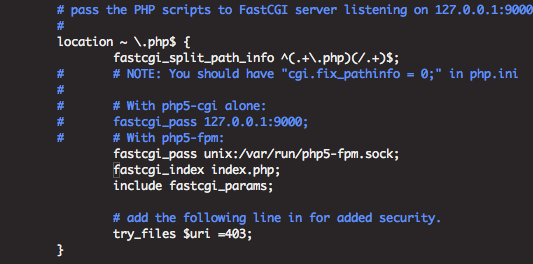 # pass the PHP scripts to FastCGI server listening on 127.0.0.1:9000
#
location ~ \.php$ {
fastcgi_split_path_info ^(.+\.php)(/.+)$;
# # NOTE: You should have "cgi.fix_pathinfo = 0;" in php.ini
#
# # With php5-cgi alone:
# fastcgi_pass 127.0.0.1:9000;
# # With php5-fpm:
fastcgi_pass unix:/var/run/php5-fpm.sock;
fastcgi_index index.php;
include fastcgi_params;
# add the following line in for added security.
try_files $uri =403;
}